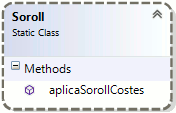 Soroll
Static Class
Methods
aplicaSorollCostes